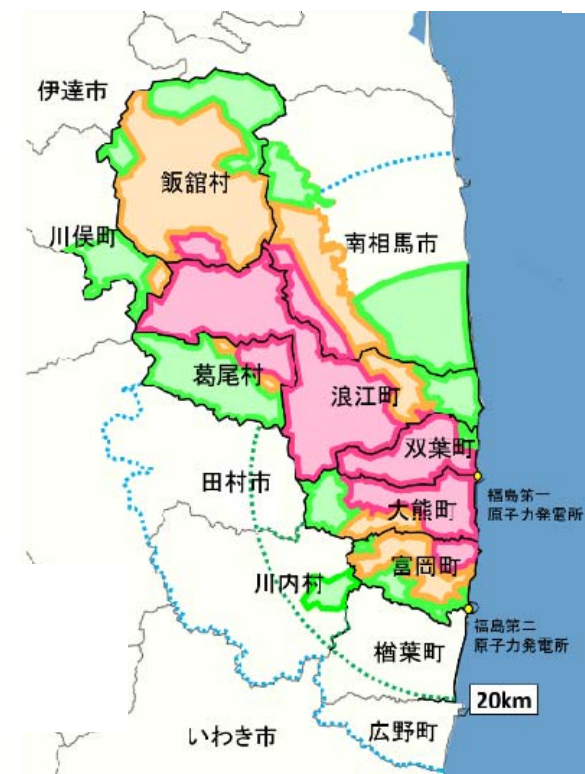 伊達市
飯舘村
川俣町
南相馬市
葛尾村
浪江町
双葉町
田村市
大熊町
福島第一
原子力発電所
富岡町
川内村
福島第二
原子力発電所
楢葉町
20km
広野町
いわき市